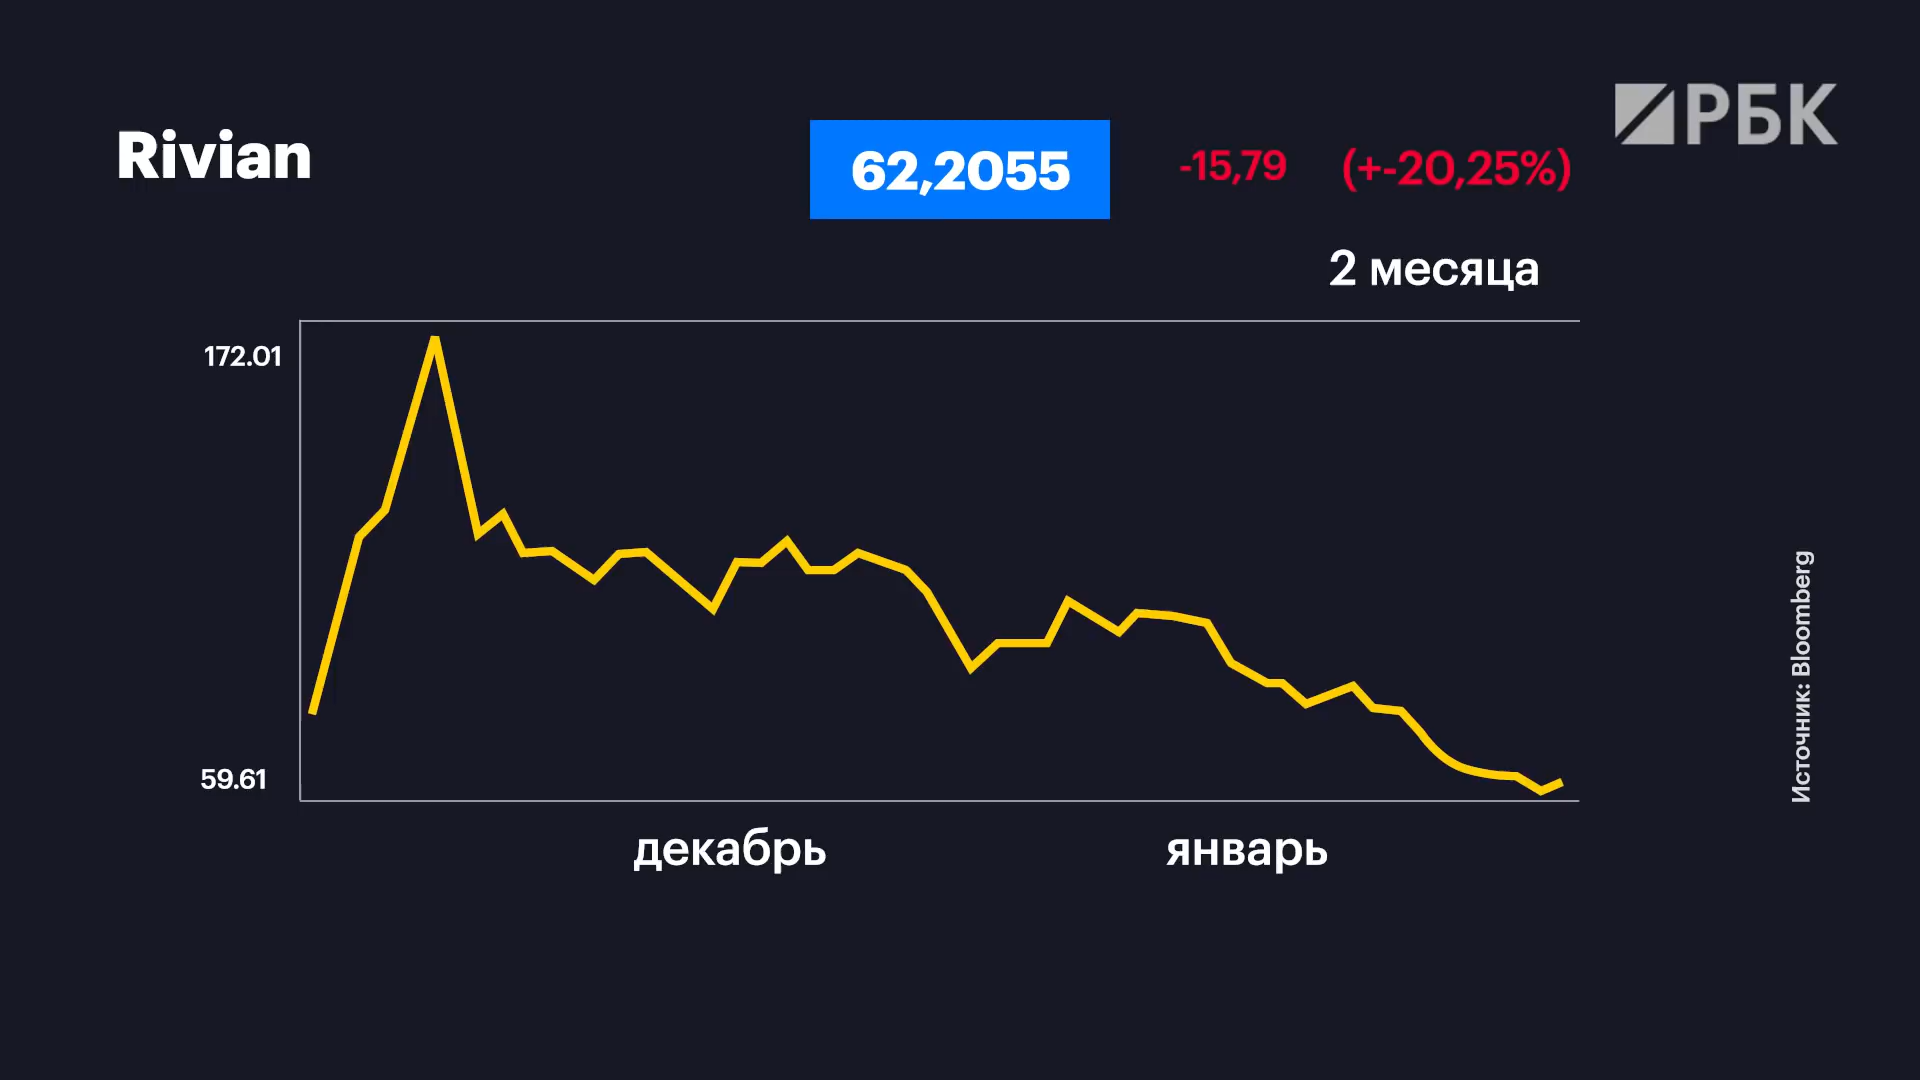 РБК
Rivian
62,2055
-15,79
(+-20,25%)
2 месяца
172.01
59.61
декабрь
январь
Источник: Bloomberg